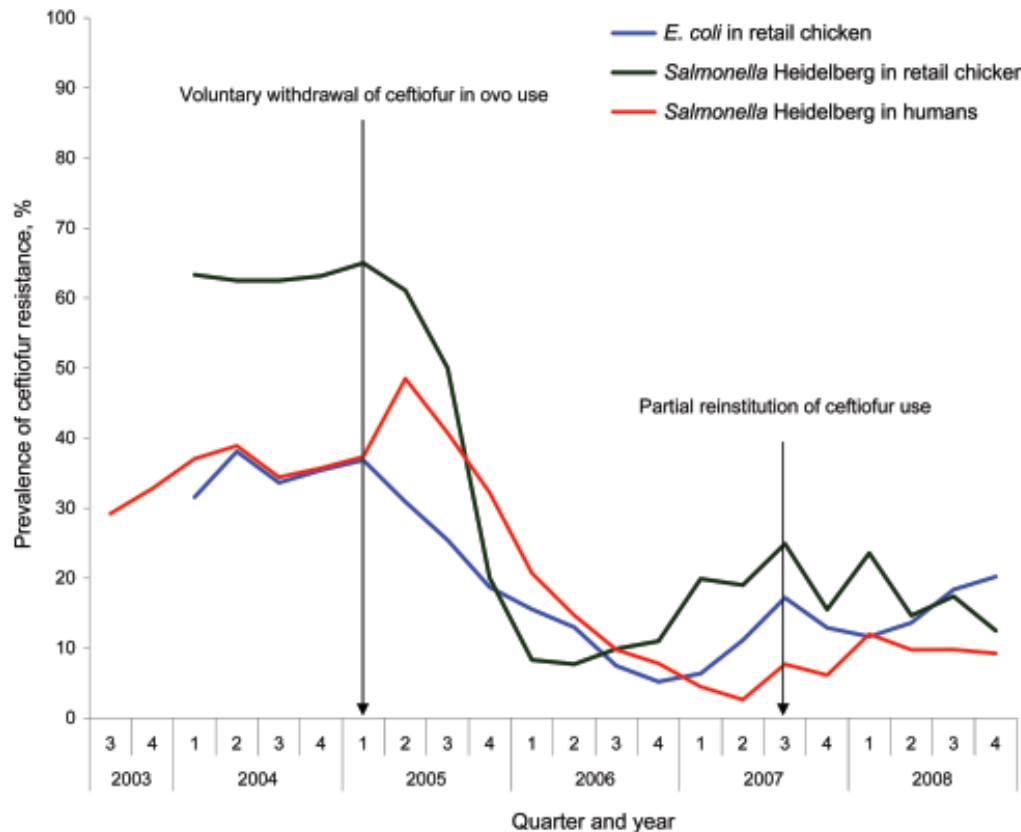 100
90
80
70
60
50
40
30
20
10
0
Prevalence of ceftiofur resistance, %
E. coli in retail chicken
Salmonella Heidelberg in retail chicken
Salmonella Heidelberg in humans
Voluntary withdrawal of ceftiofur in ovo use
Partial reinstitution of ceftiofur use
3 4 1 2 3 4 1 2 3 4 1 2 3 4 1 2 3 4 1 2 3 4
2003 2004 2005 2006 2007 2008
Quarter and year